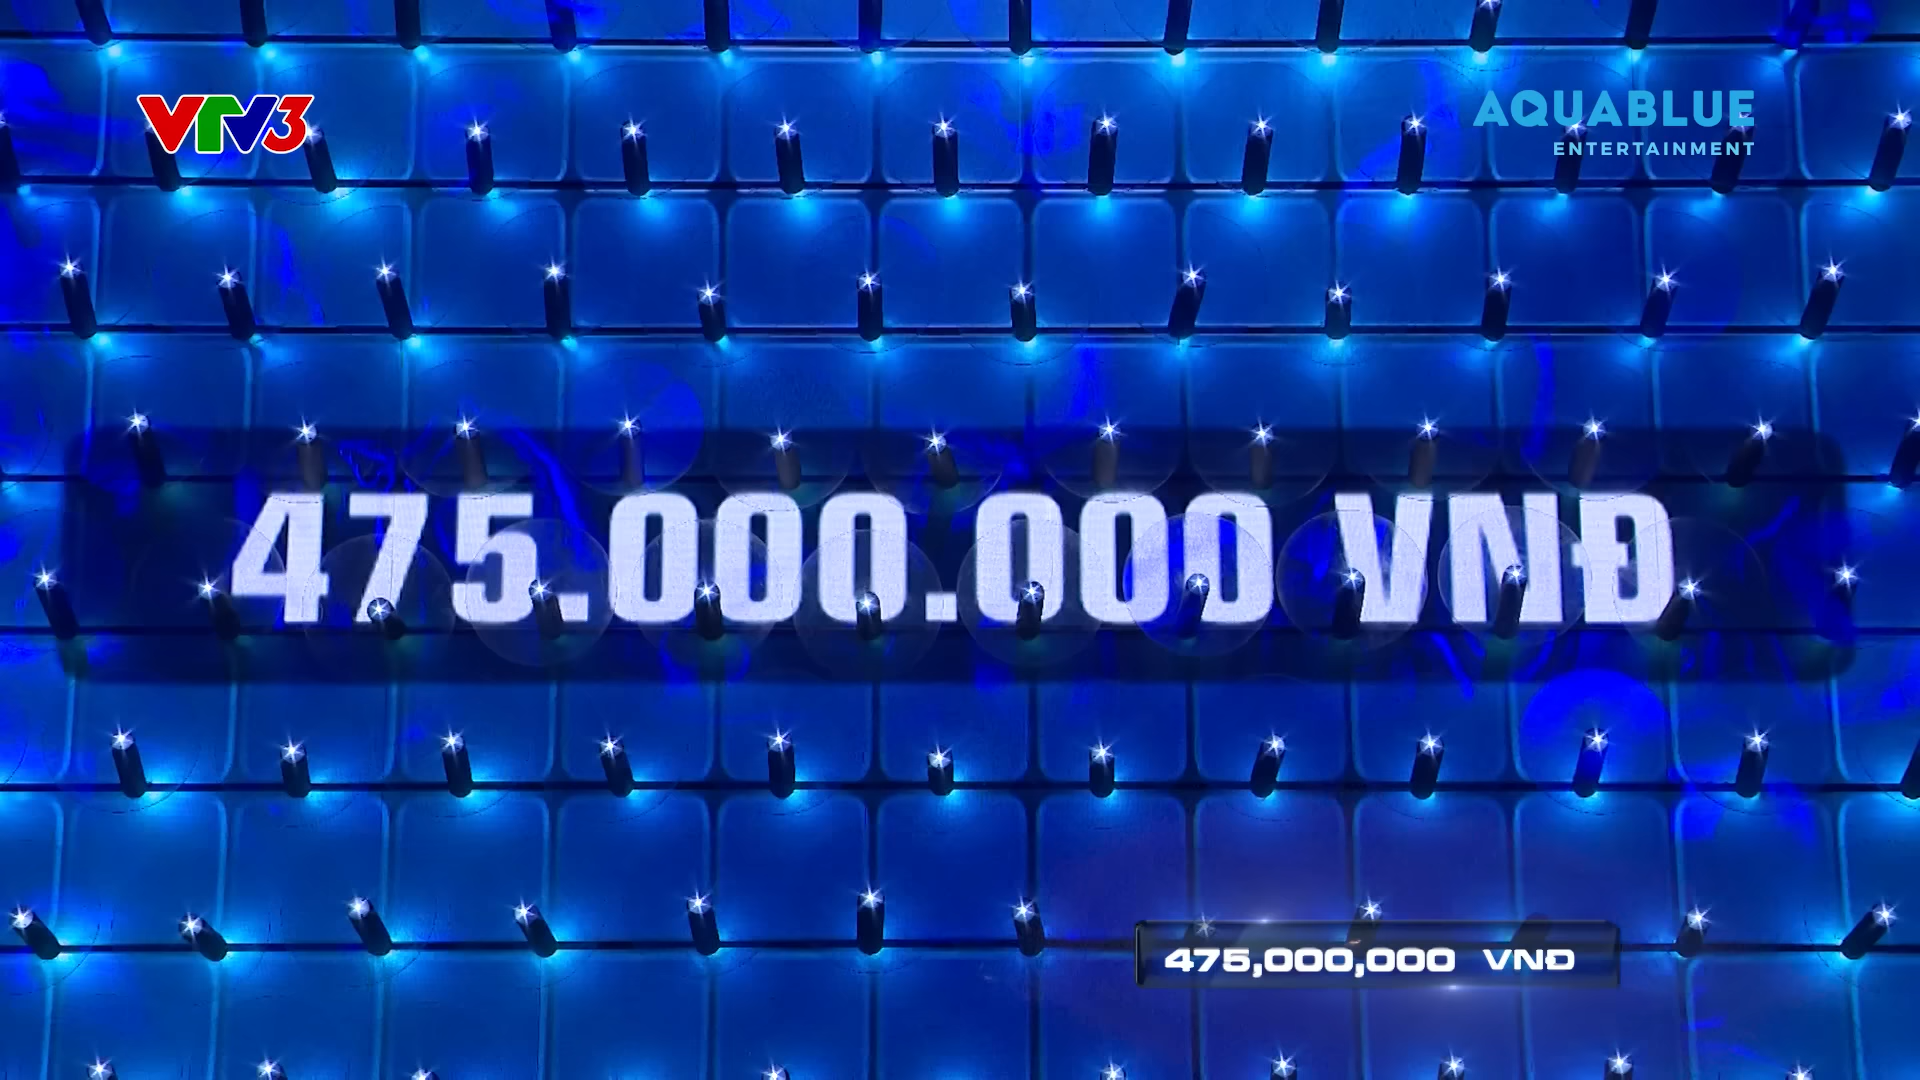 VTV3
AQUABLUE
ENTERTAINMENT
475.000.000 VNĐ
475,000,000 VNĐ